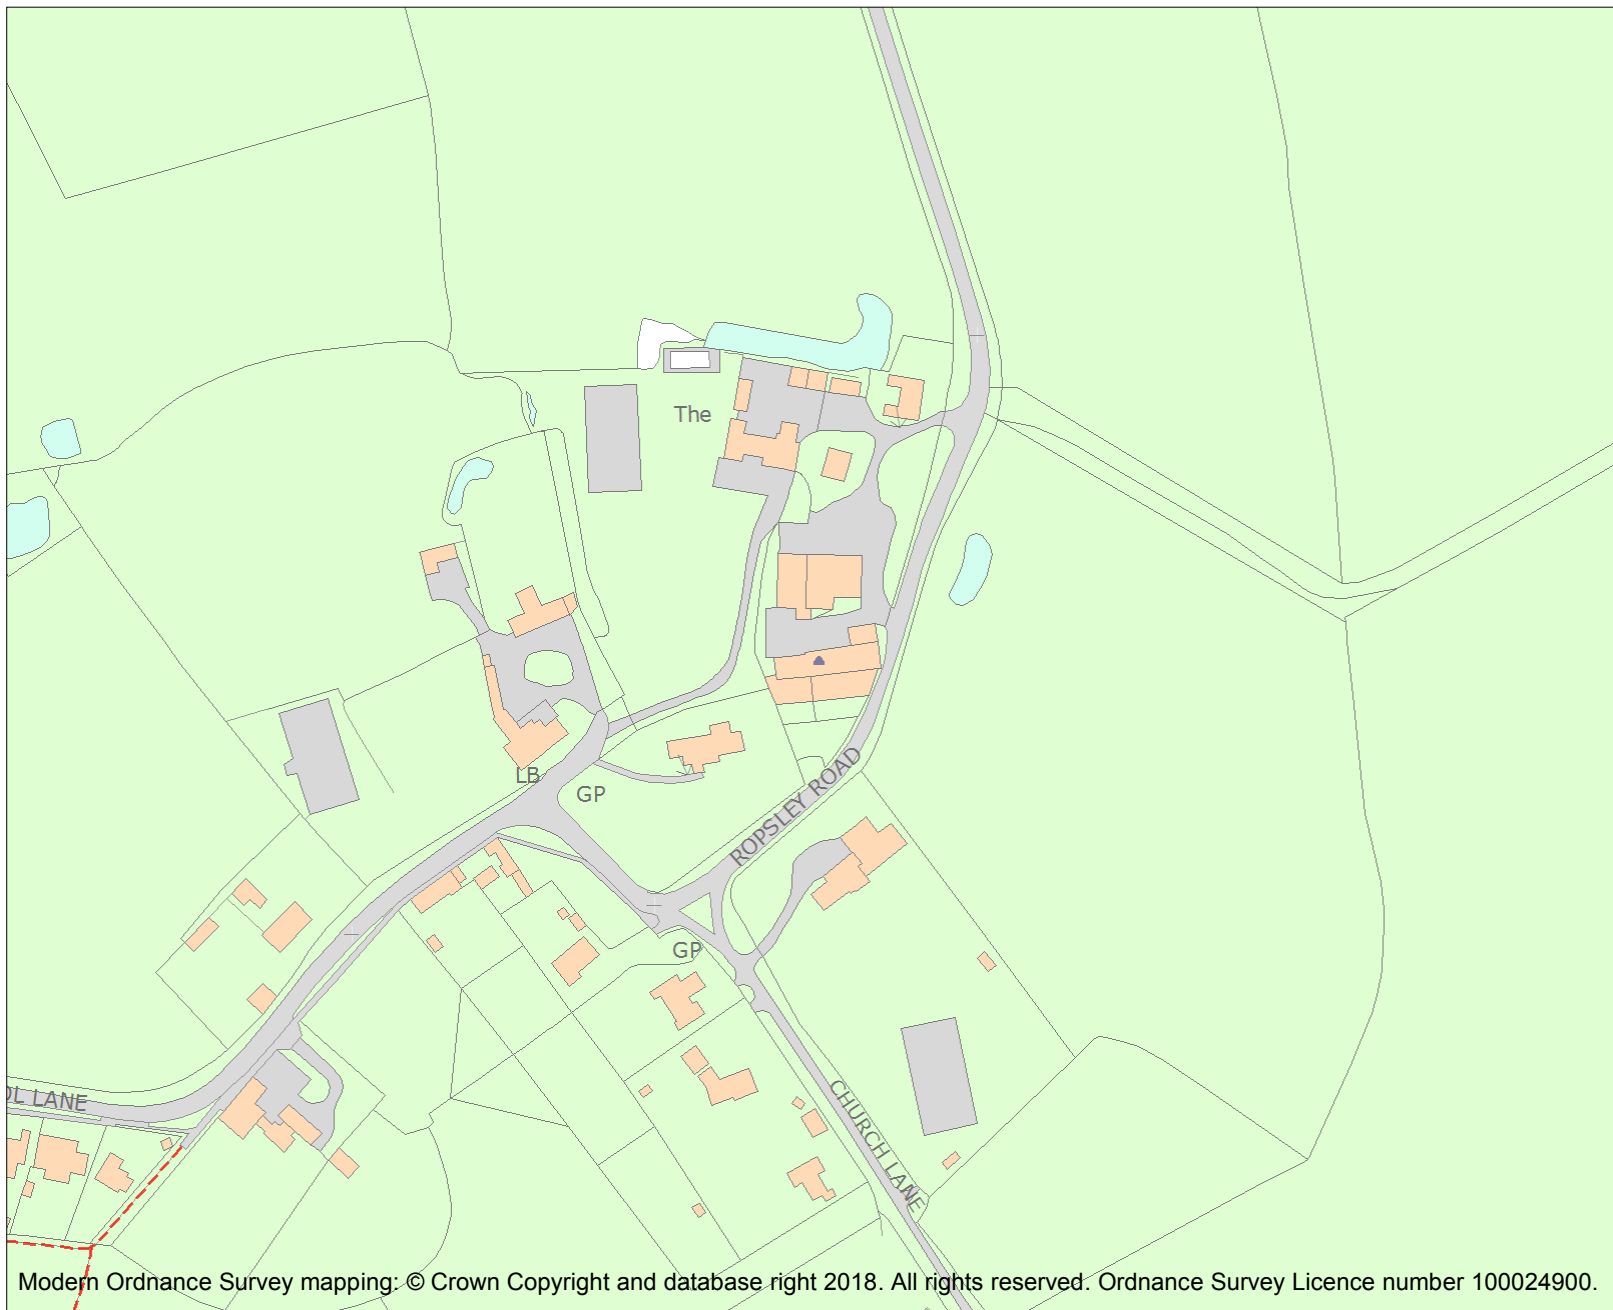 The
LB
GP
ROPSLEY ROAD
GP
OL LANE
CHURCH LANE
Modern Ordnance Survey mapping: © Crown Copyright and database right 2018. All rights reserved. Ordnance Survey Licence number 100024900.